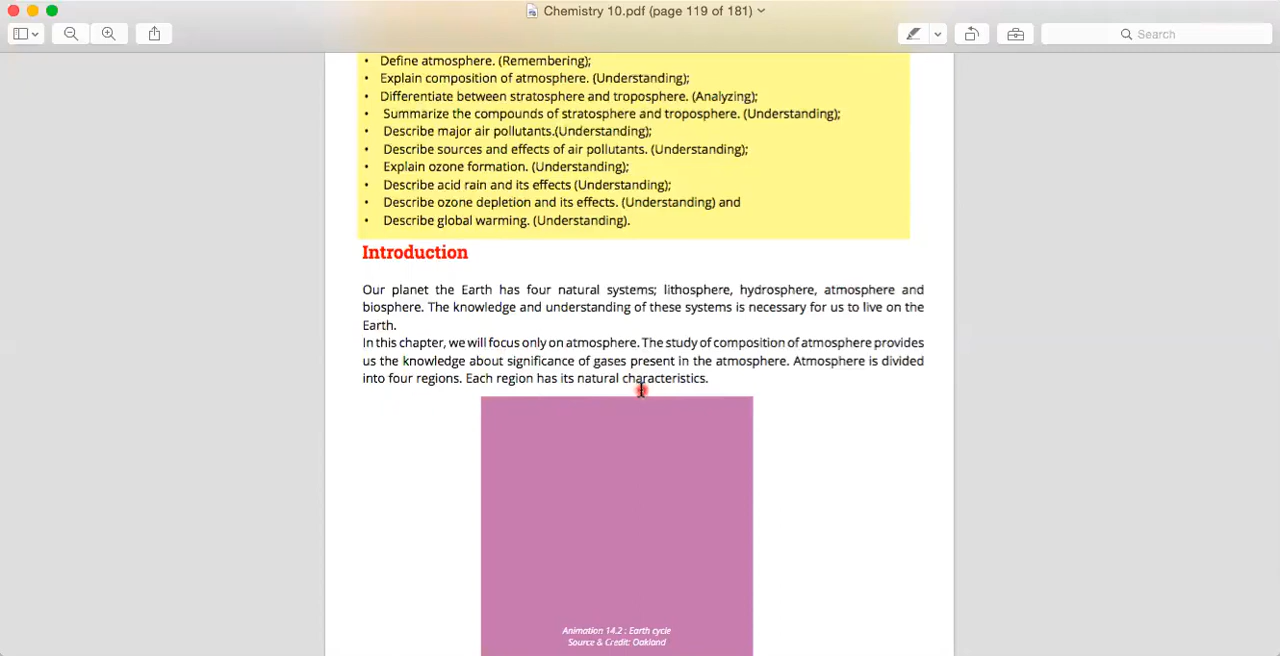 Chemistry 10.pdf (page 119 of 181)
Search
• Define atmosphere. (Remembering);
• Explain composition of atmosphere. (Understanding);
• Differentiate between stratosphere and troposphere. (Analyzing);
• Summarize the compounds of stratosphere and troposphere. (Understanding);
• Describe major air pollutants.(Understanding);
• Describe sources and effects of air pollutants. (Understanding);
• Explain ozone formation. (Understanding);
• Describe acid rain and its effects (Understanding);
• Describe ozone depletion and its effects. (Understanding) and
• Describe global warming. (Understanding).
Introduction
Our planet the Earth has four natural systems; lithosphere, hydrosphere, atmosphere and
biosphere. The knowledge and understanding of these systems is necessary for us to live on the
Earth.
In this chapter, we will focus only on atmosphere. The study of composition of atmosphere provides
us the knowledge about significance of gases present in the atmosphere. Atmosphere is divided
into four regions. Each region has its natural characteristics.
Animation 14.2 : Earth cycle
Source & Credit: Oakland